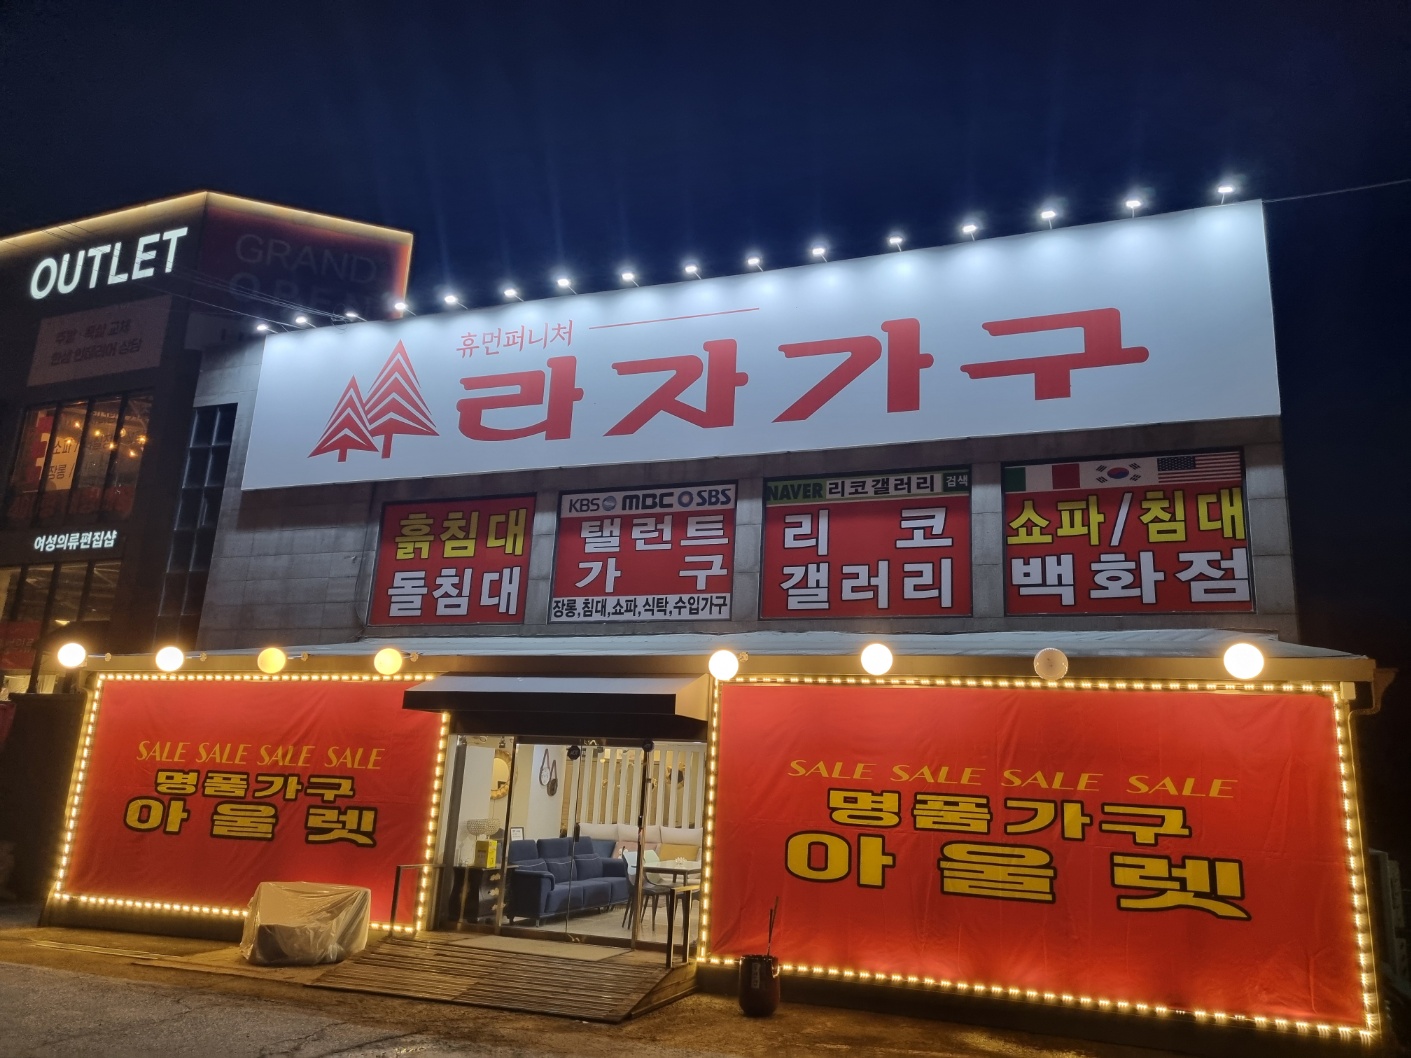 OUTLET
GRAND
OPEN
여성의류편집샵
휴먼퍼니처
라자가구
흙침대
돌침대
KBS MBC SBS
탤런트
가구
장롱,침대,쇼파,식탁,수입가구
NAVER 리코갤러리 검색
리코
갤러리
쇼파/침대
백화점
SALE SALE SALE SALE
명품가구
아울렛
SALE SALE SALE SALE
명품가구
아울렛